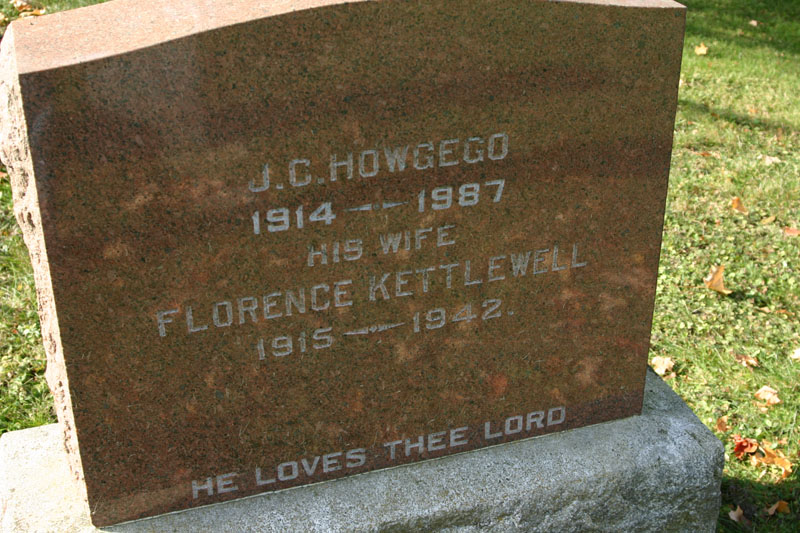 J.C. HOWGEGO
1914 — 1987
HIS WIFE
FLORENCE KETTLEWELL
1915 — 1942.
HE LOVES THEE LORD